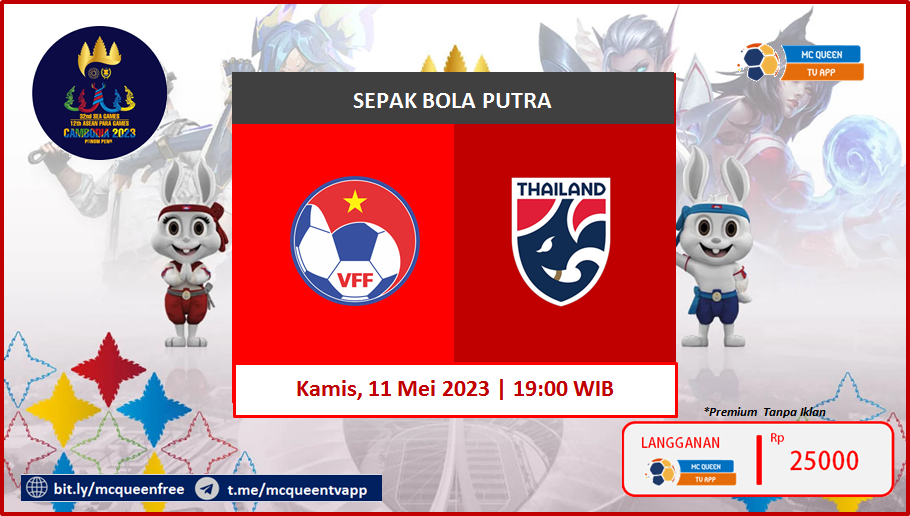 32nd SEA GAMES
12th ASEAN PARA GAMES
CAMBODIA 2023
PHNOM PENH
MC QUEEN
TV APP
SEPAK BOLA PUTRA
VFF
THAILAND
Kamis, 11 Mei 2023 | 19:00 WIB
*Premium Tanpa Iklan
LANGGANAN
MC QUEEN
TV APP
Rp
25000
bit.ly/mcqueenfree
t.me/mcqueentvapp